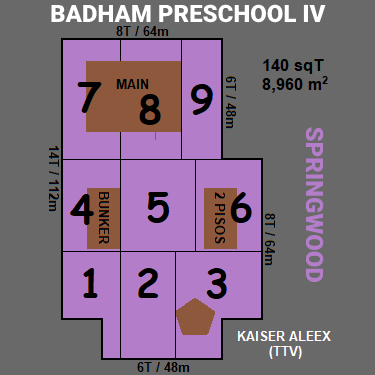 BADHAM PRESCHOOL IV
8T / 64m
140 sqT
8,960 m²
MAIN
7
8
9
6T / 48m
14T / 112m
SPRINGWOOD
4
BUNKER
5
2 PISOS
6
8T / 64m
1
2
3
KAISER ALEEX
(TTV)
6T / 48m